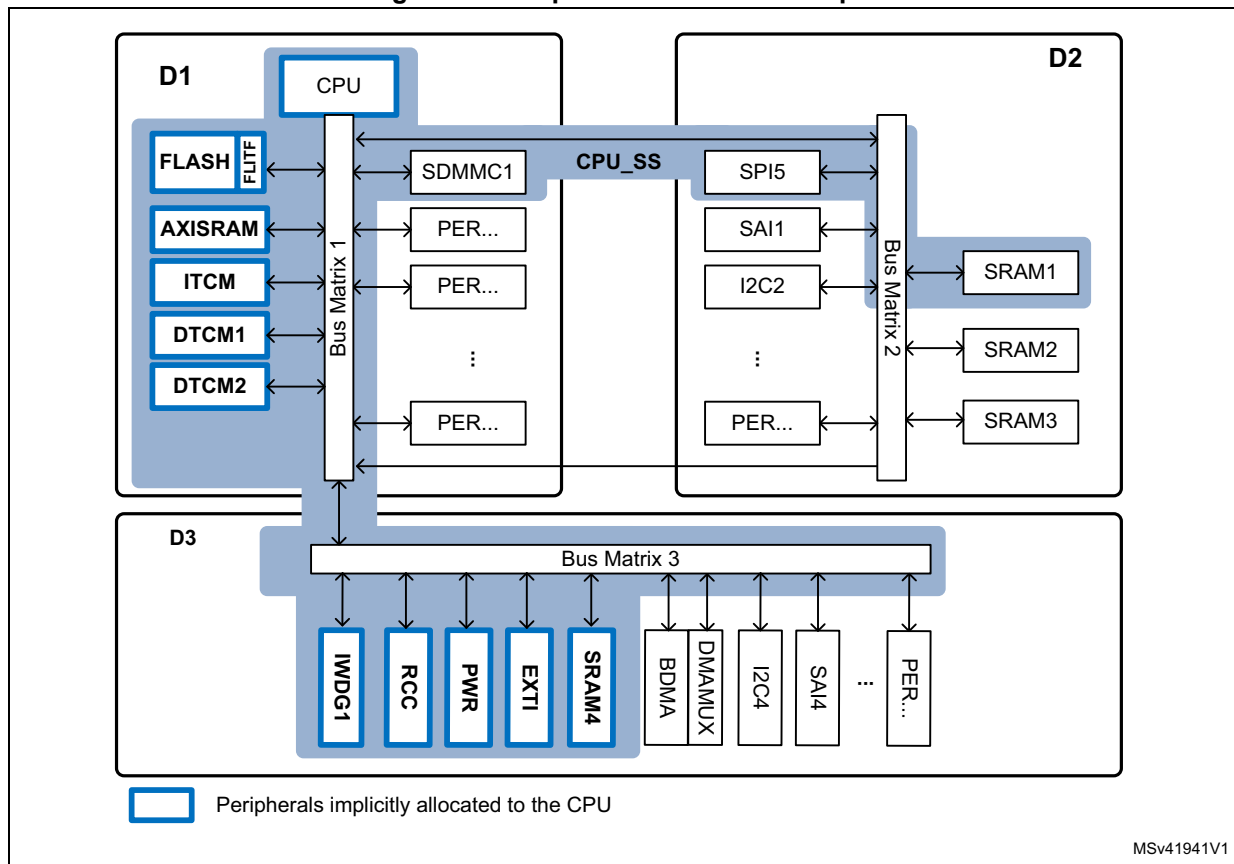 D1
D2
CPU
FLASH
FLITF
CPU_SS
SDMMC1
SPI5
AXISRAM
PER...
SAI1
ITCM
PER...
I2C2
SRAM1
DTCM1
Bus Matrix 1
Bus Matrix 2
DTCM2
...
...
SRAM2
PER...
PER...
SRAM3
D3
Bus Matrix 3
IWDG1
RCC
PWR
EXTI
SRAM4
BDMA
DMAMUX
I2C4
SAI4
...
PER...
Peripherals implicitly allocated to the CPU
MSv41941V1